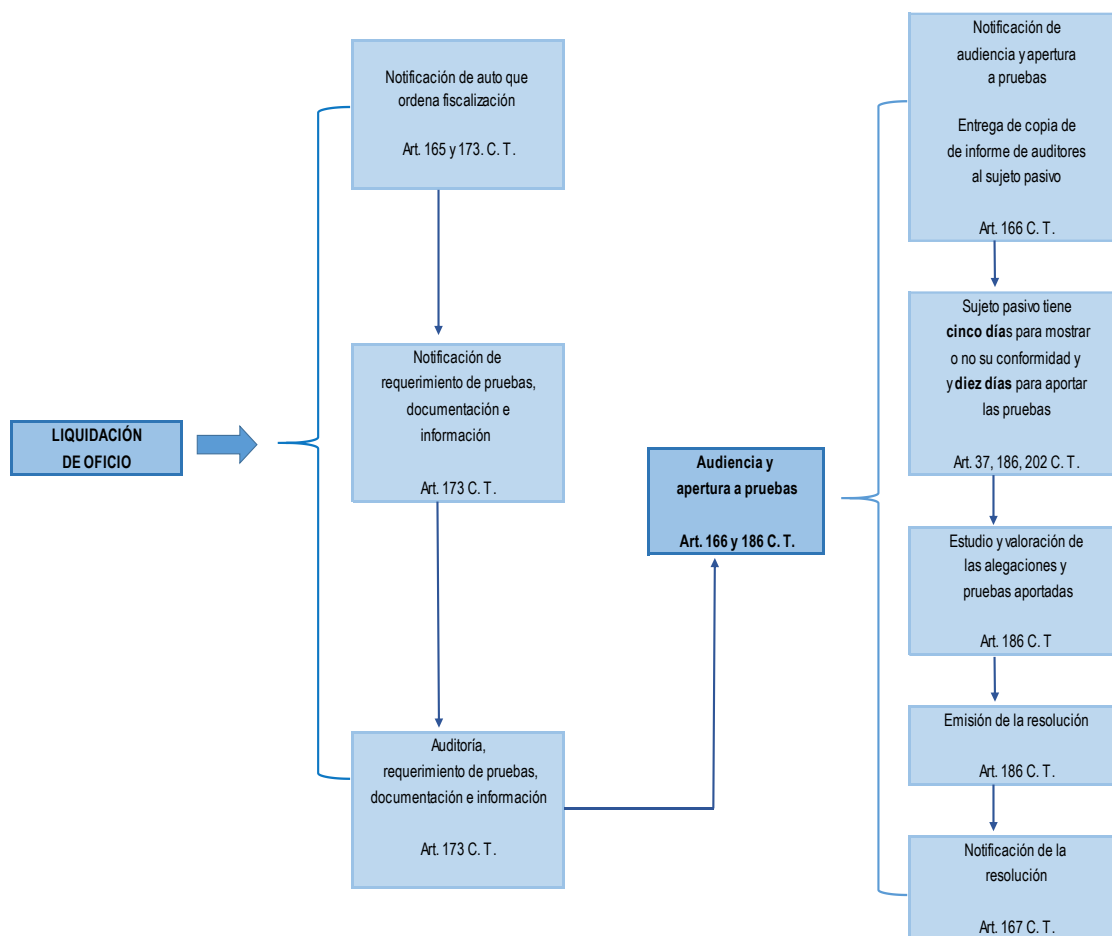 LIQUIDACIÓN
DE OFICIO
Notificación de auto que
ordena fiscalización
Art. 165 y 173. C. T.
Notificación de
requerimiento de pruebas,
documentación e
información
Art. 173 C. T.
Auditoría,
requerimiento de pruebas,
documentación e información
Art. 173 C. T.
Audiencia y
apertura a pruebas
Art. 166 y 186 C. T.
Notificación de
audiencia y apertura
a pruebas
Entrega de copia de
de informe de auditores
al sujeto pasivo
Art. 166 C. T.
Sujeto pasivo tiene
cinco días para mostrar
o no su conformidad y
y diez días para aportar
las pruebas
Art. 37, 186, 202 C. T.
Estudio y valoración de
las alegaciones y
pruebas aportadas
Art. 186 C. T
Emisión de la resolución
Art. 186 C. T.
Notificación de la
resolución
Art. 167 C. T.